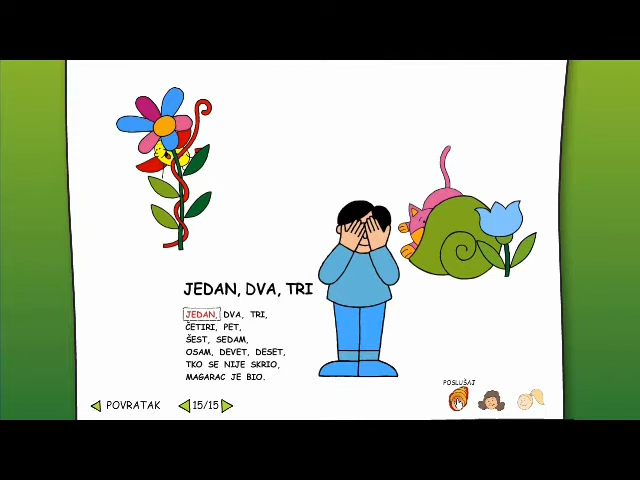 JEDAN, DVA, TRI
JEDAN, DVA, TRI,
ČETIRI, PET,
ŠEST, SEDAM,
OSAM, DEVET, DESET,
TKO SE NIJE SKRIO,
MAGARAC JE BIO.
POSLUŠAJ
POVRATAK 15/15